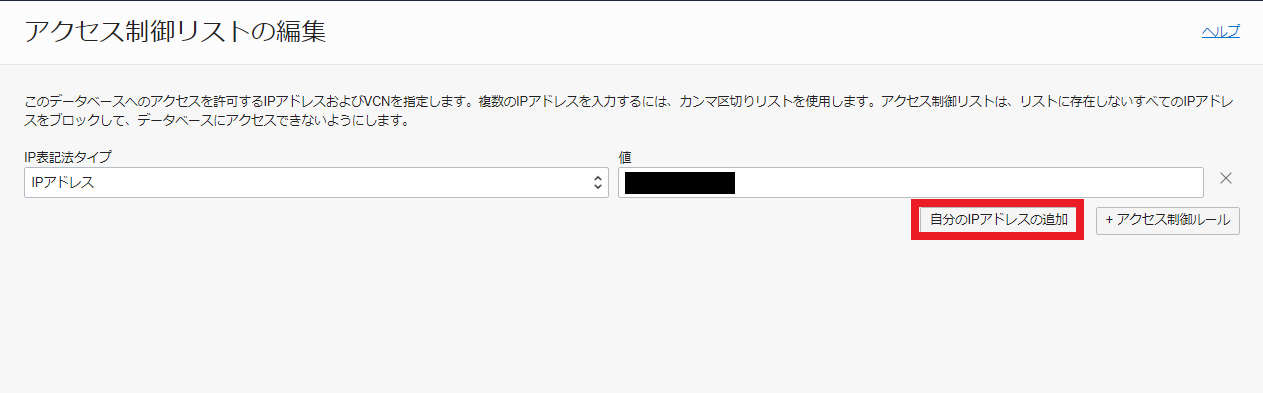 アクセス制御リストの編集
ヘルプ
このデータベースへのアクセスを許可するIPアドレスおよびVCNを指定します。複数のIPアドレスを入力するには、カンマ区切りリストを使用します。アクセス制御リストは、リストに存在しないすべてのIPアドレ
スをブロックして、データベースにアクセスできないようにします。
IP表記法タイプ
値
IPアドレス
自分のIPアドレスの追加
+ アクセス制御ルール